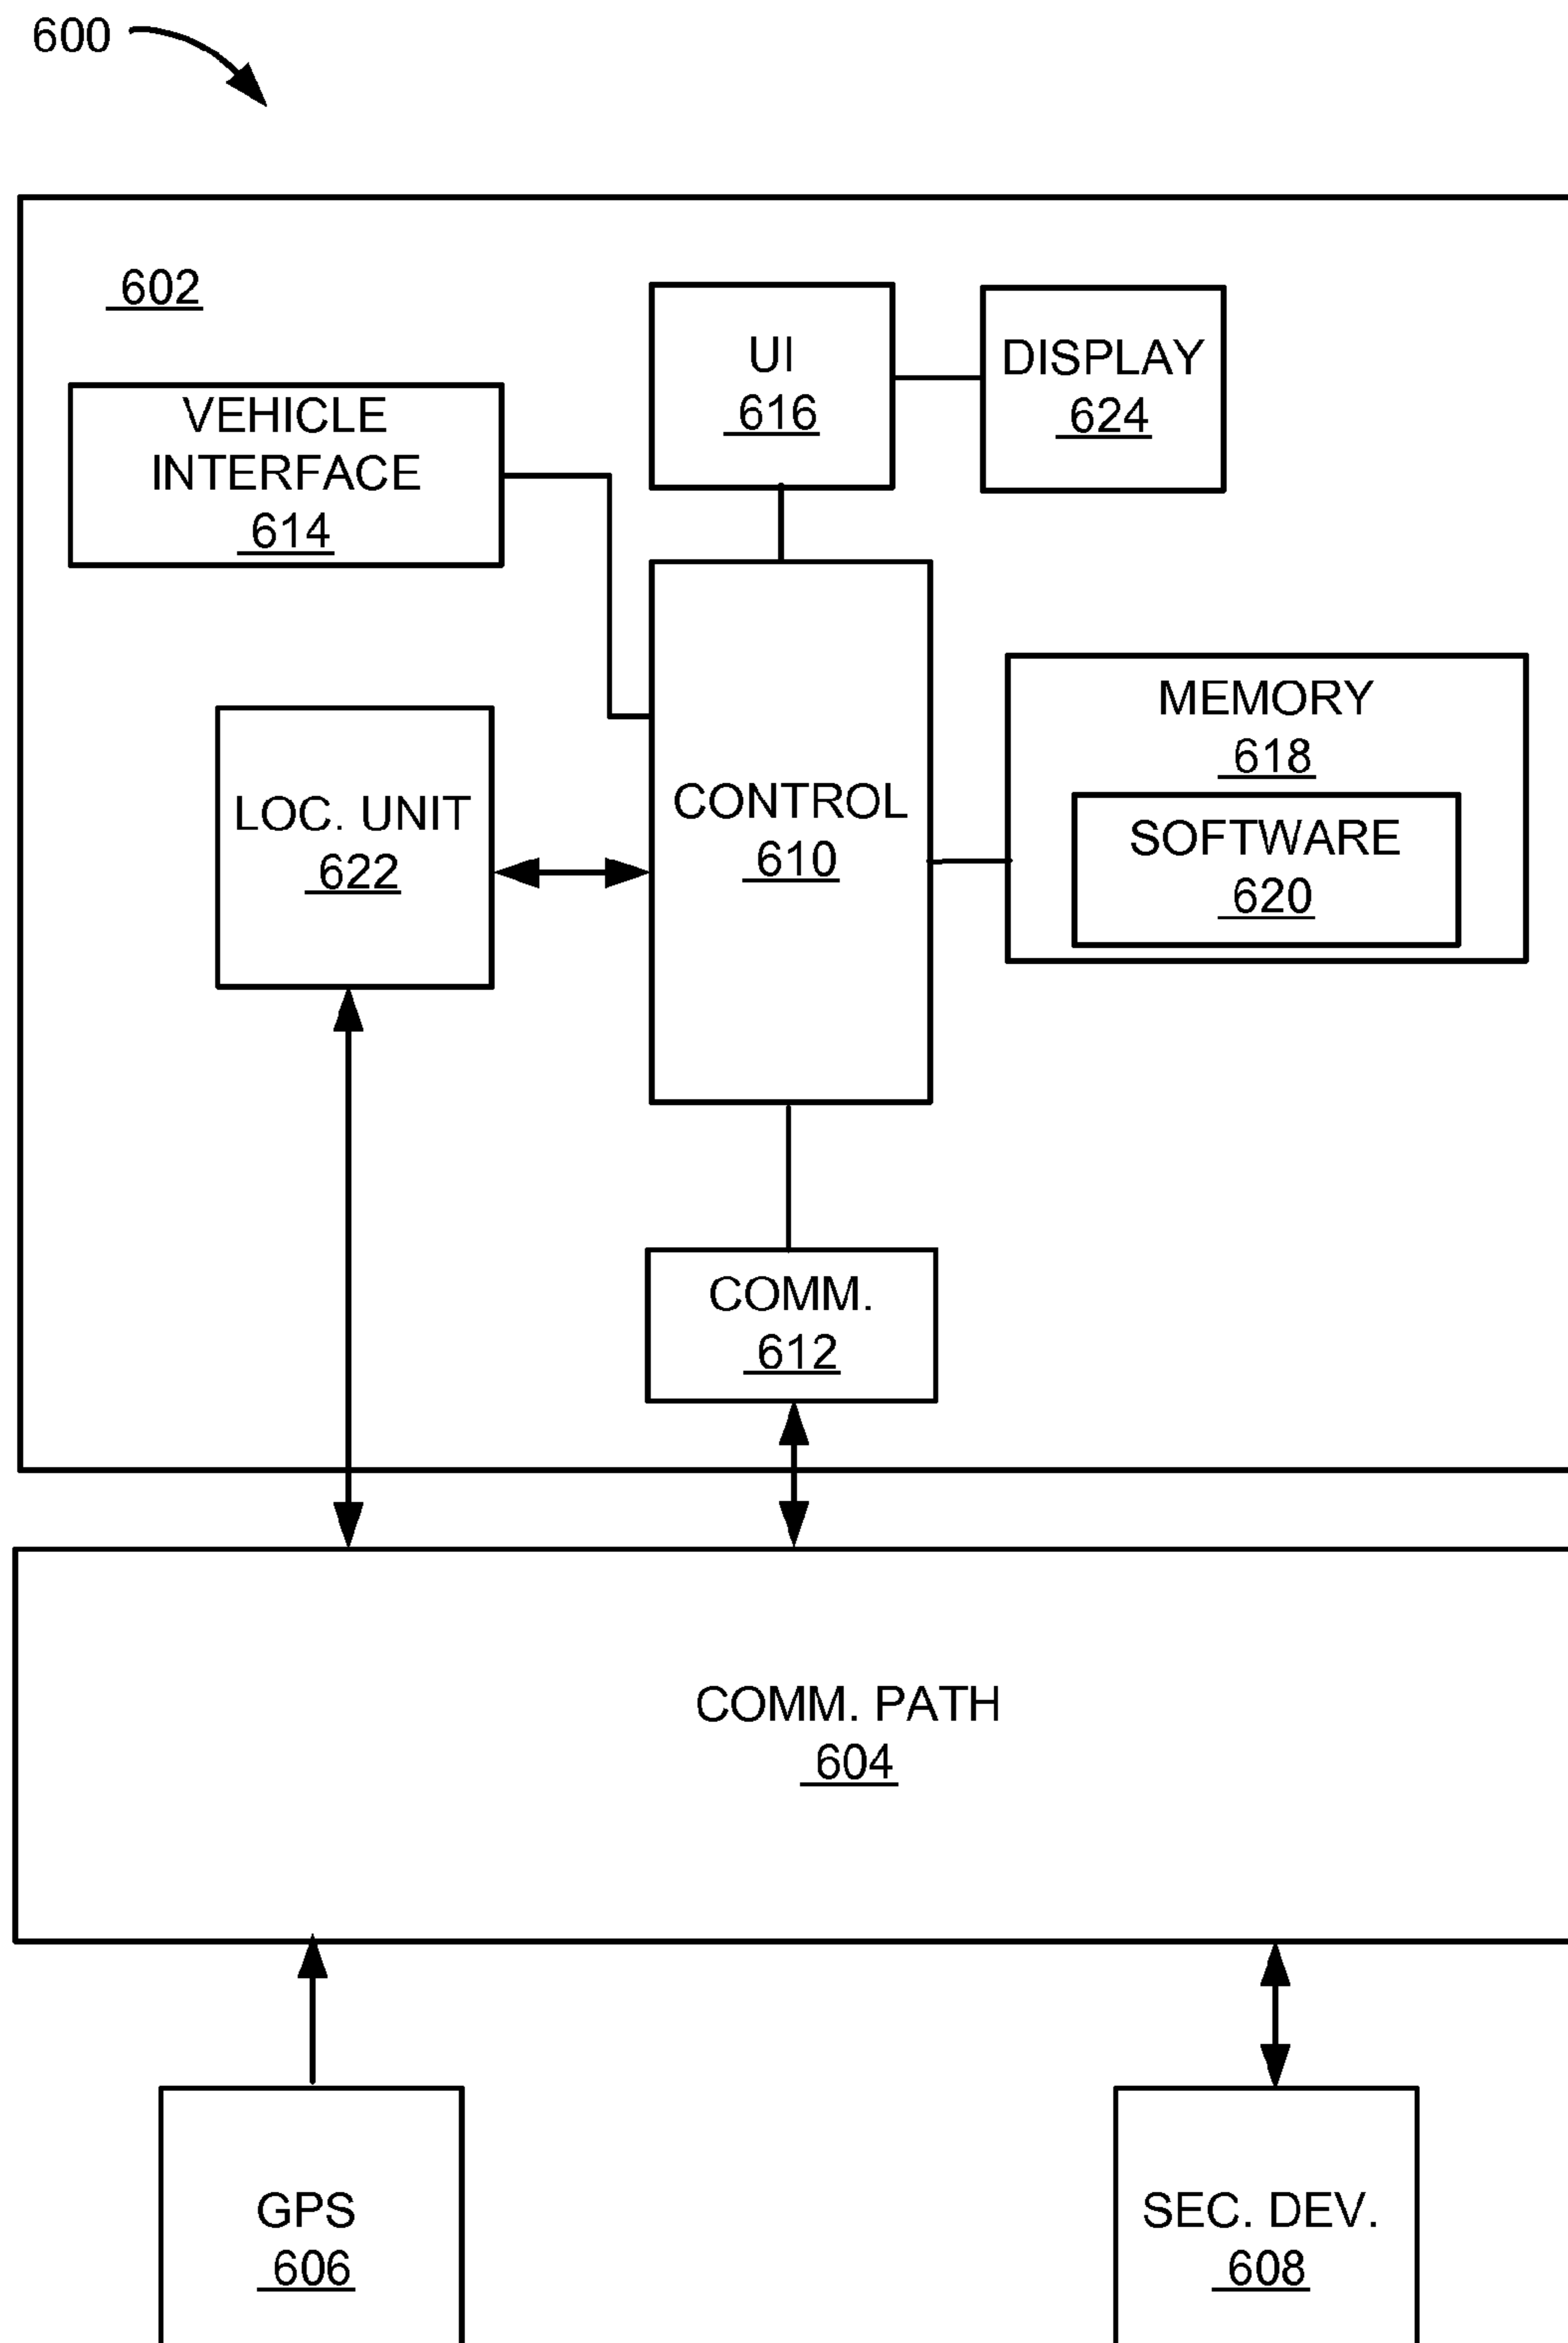 600
602
UI
616
DISPLAY
624
VEHICLE
INTERFACE
614
LOC. UNIT
622
CONTROL
610
MEMORY
618
SOFTWARE
620
COMM.
612
COMM. PATH
604
GPS
606
SEC. DEV.
608